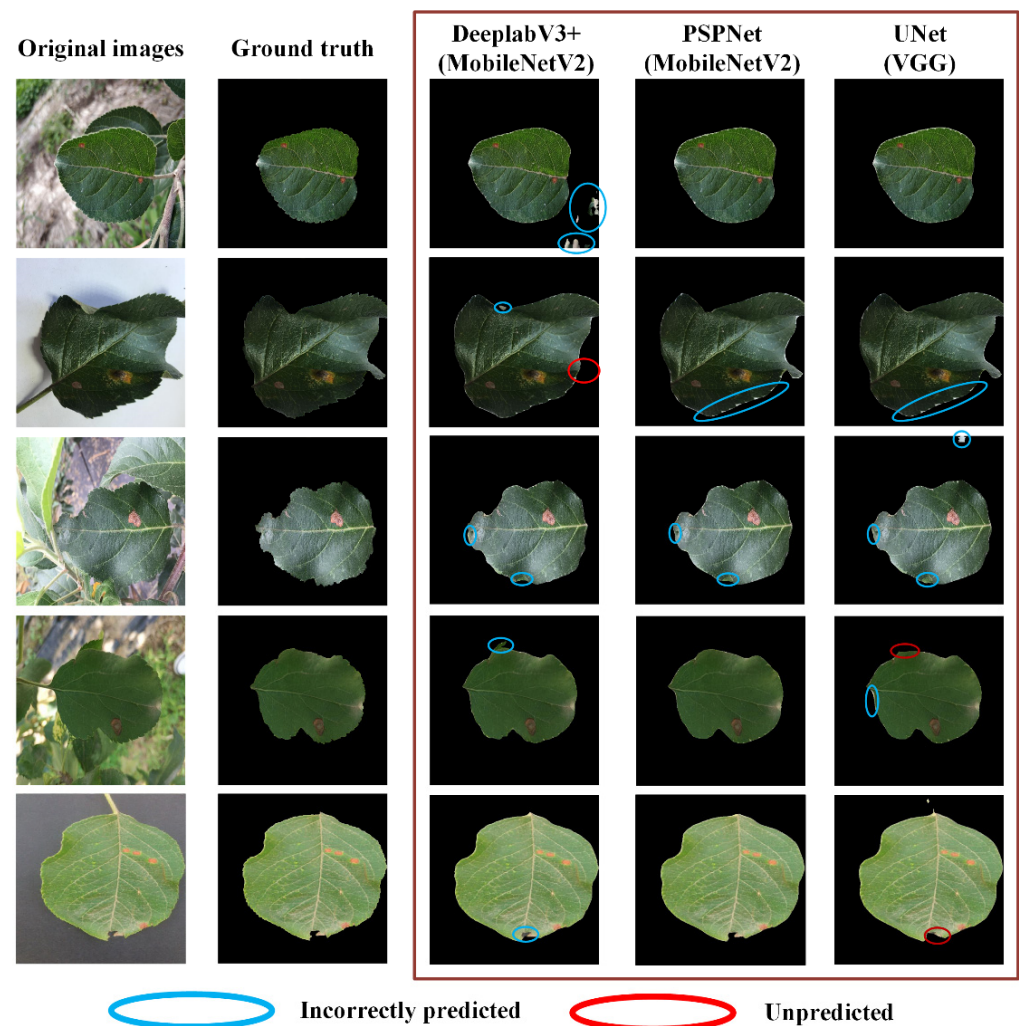 Original images
Ground truth
DeeplabV3+
(MobileNetV2)
PSPNet
(MobileNetV2)
UNet
(VGG)
Incorrectly predicted
Unpredicted